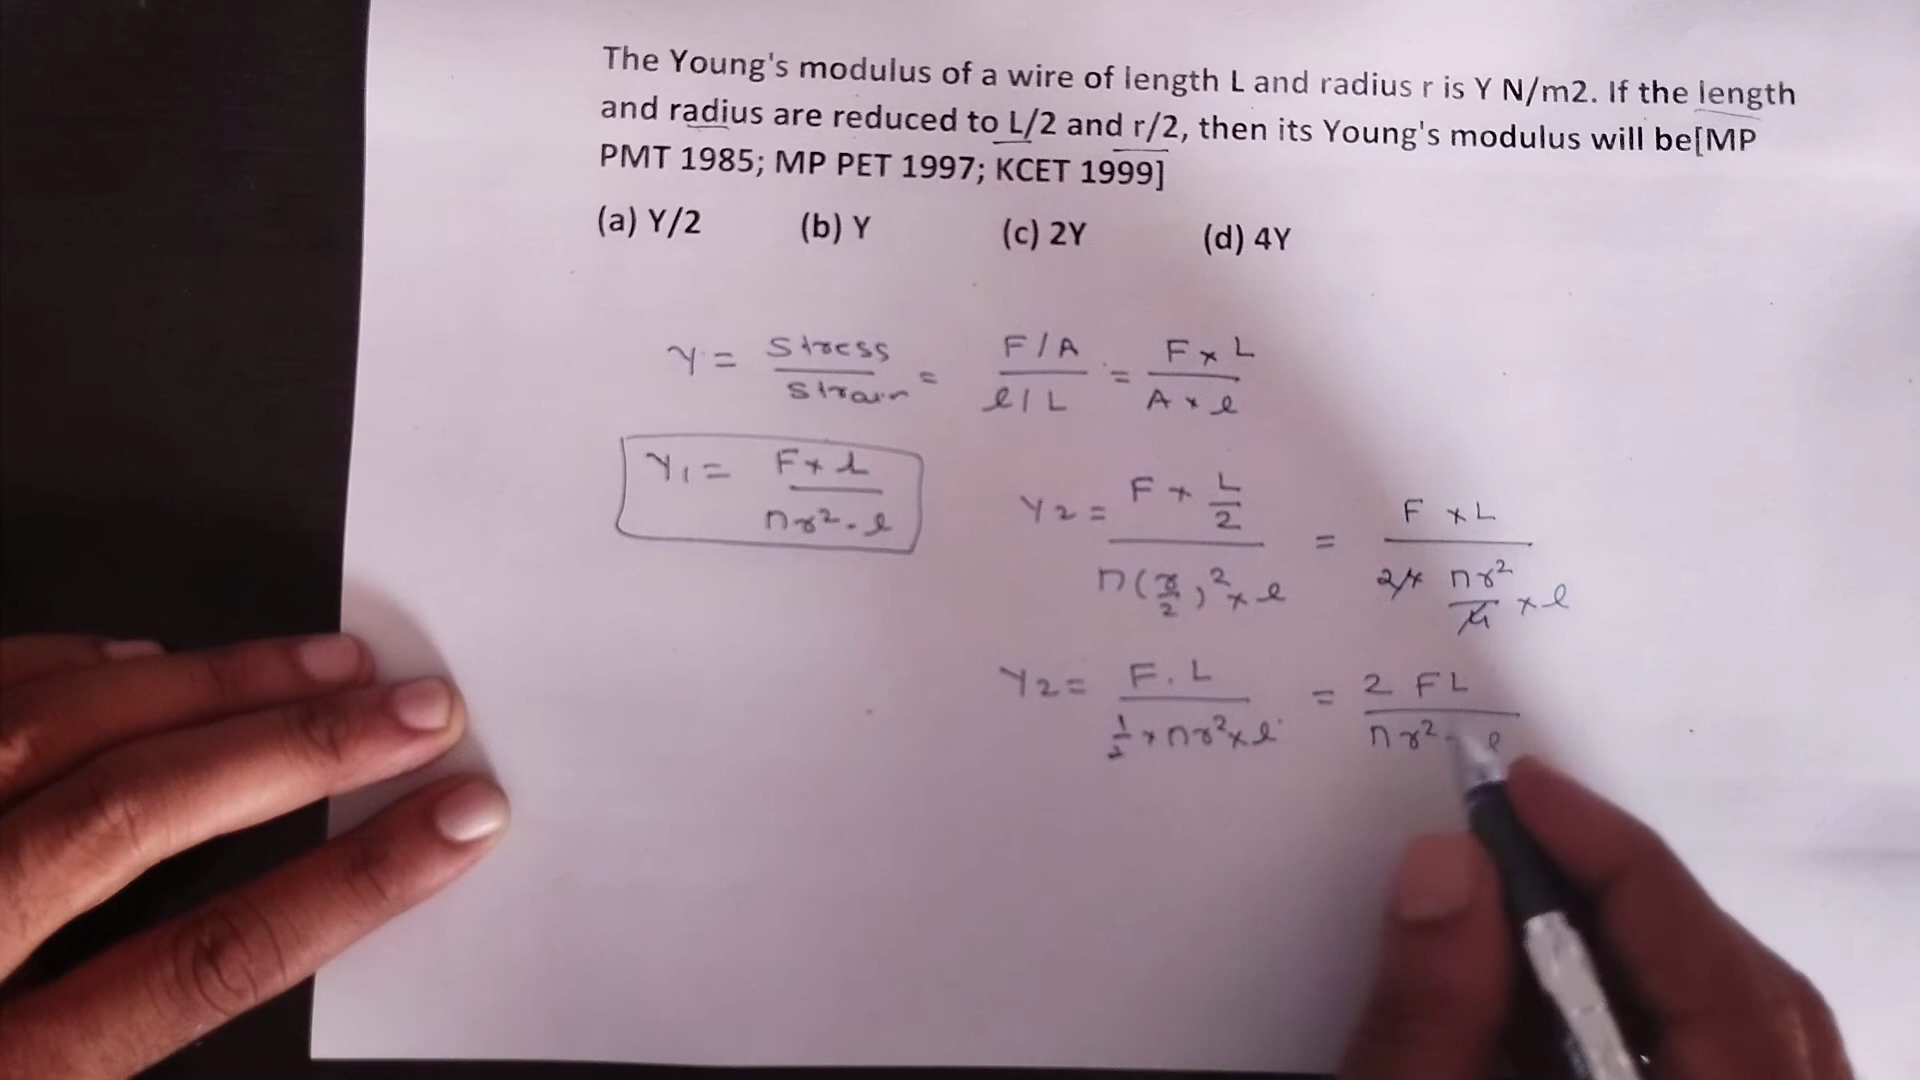 The Young's modulus of a wire of length L and radius r is Y N/m2. If the length
and radius are reduced to L/2 and r/2, then its Young's modulus will be[MP
PMT 1985; MP PET 1997; KCET 1999]
(a) Y/2 (b) Y (c) 2Y (d) 4Y
Y = Stress / Strain = F/A / l/L = F × L / A × l
Y1 = F × L / πr² · l
Y2 = F × L/2 / π(r/2)² × l = F × L / 2 × πr²/4 × l
Y2 = F . L / 1/2 × πr² × l = 2 FL / πr² · l